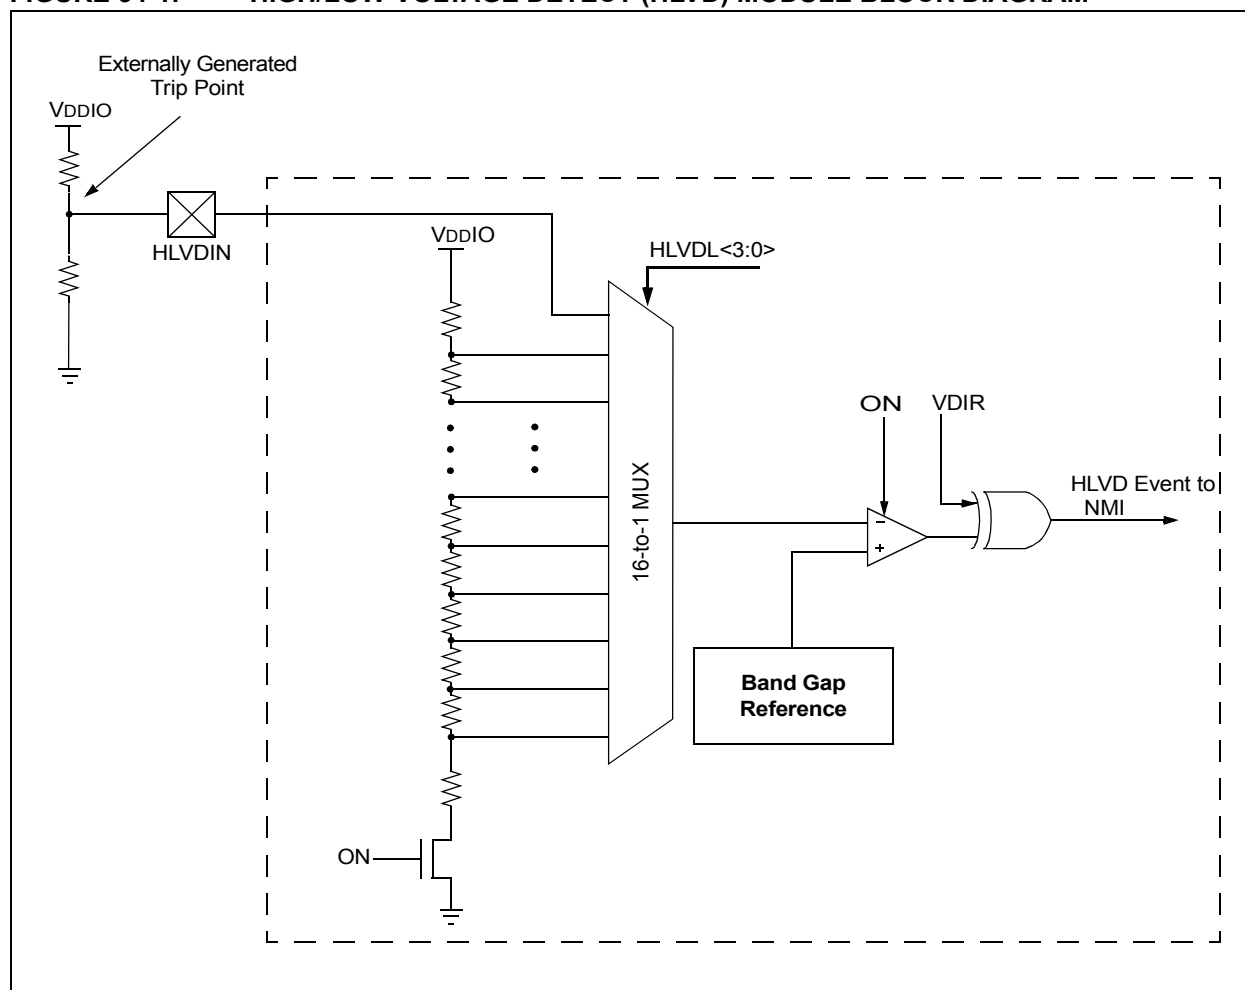 HIGH/LOW-VOLTAGE DETECT (HLVD) MODULE BLOCK DIAGRAM
Externally Generated
Trip Point
VDDIO
HLVDIN
VDDIO
HLVDL<3:0>
16-to-1 MUX
ON
VDIR
HLVD Event to
NMI
Band Gap
Reference
ON